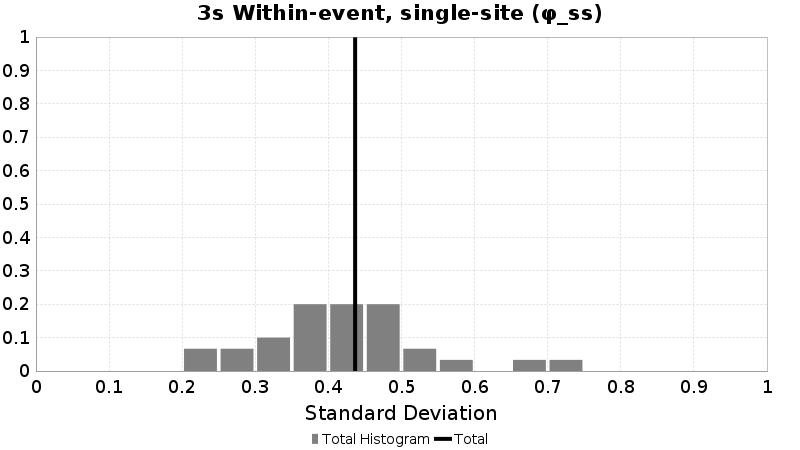 3s Within-event, single-site (φ_ss)
1
0.9
0.8
0.7
0.6
0.5
0.4
0.3
0.2
0.1
0
0 0.1 0.2 0.3 0.4 0.5 0.6 0.7 0.8 0.9 1
Standard Deviation
Total Histogram Total